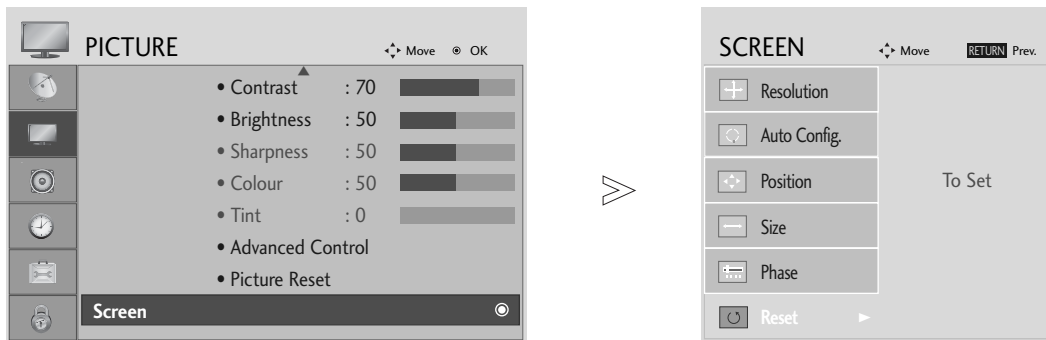 PICTURE
Move OK
• Contrast : 70
• Brightness : 50
• Sharpness : 50
• Colour : 50
• Tint : 0
• Advanced Control
• Picture Reset
Screen
SCREEN
Move RETURN Prev.
Resolution
Auto Config.
Position
Size
Phase
Reset
To Set